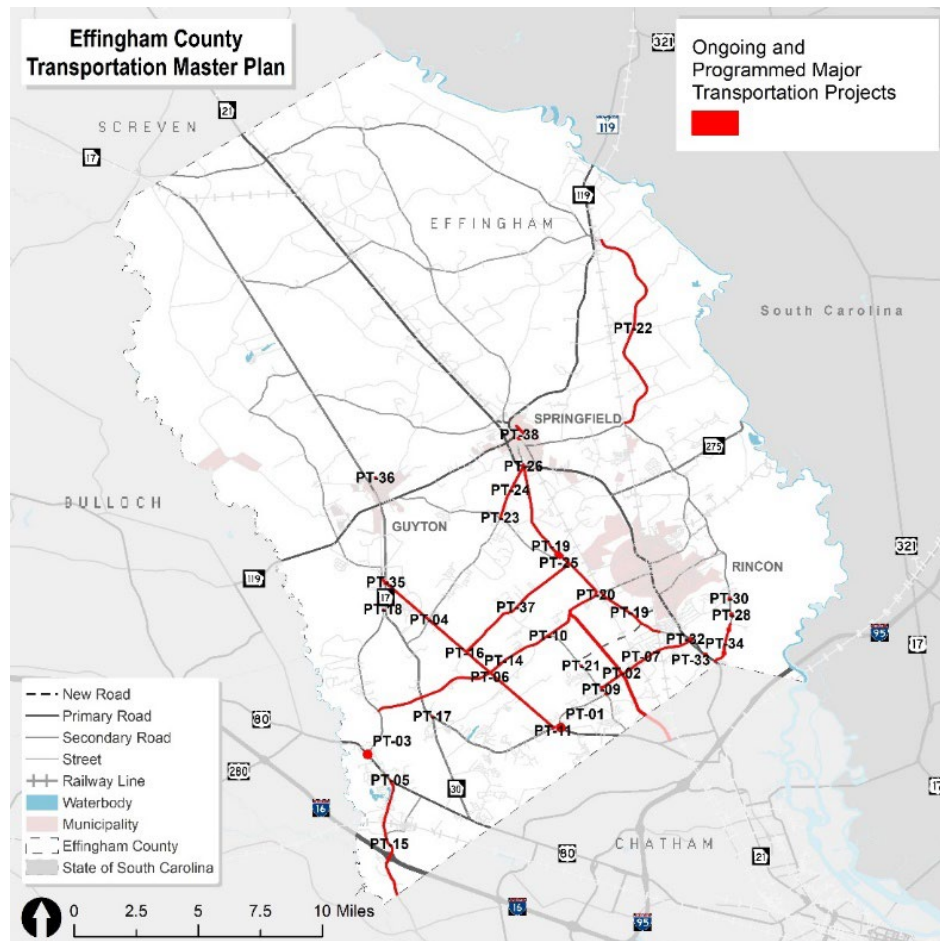 Effingham County
Transportation Master Plan
Ongoing and
Programmed Major
Transportation Projects
321
21
119
SCREVEN
17
119
EFFINGHAM
South Carolina
PT-22
SPRINGFIELD
PT-38
275
PT-26
PT-36
PT-24
BULLOCH
PT-23
GUYTON
PT-19
321
PT-25
RINCON
119
PT-35
17
PT-20
PT-30
PT-18
PT-37
PT-19
PT-28
PT-04
95
17
PT-10
PT-32
PT-34
PT-16
PT-14
PT-07
PT-33
PT-21
PT-02
PT-06
PT-09
PT-17
PT-01
PT-11
80
PT-03
280
PT-05
30
17
16
PT-15
80
CHATHAM
21
16
95
New Road
Primary Road
Secondary Road
Street
Railway Line
Waterbody
Municipality
Effingham County
State of South Carolina
0 2.5 5 7.5 10 Miles